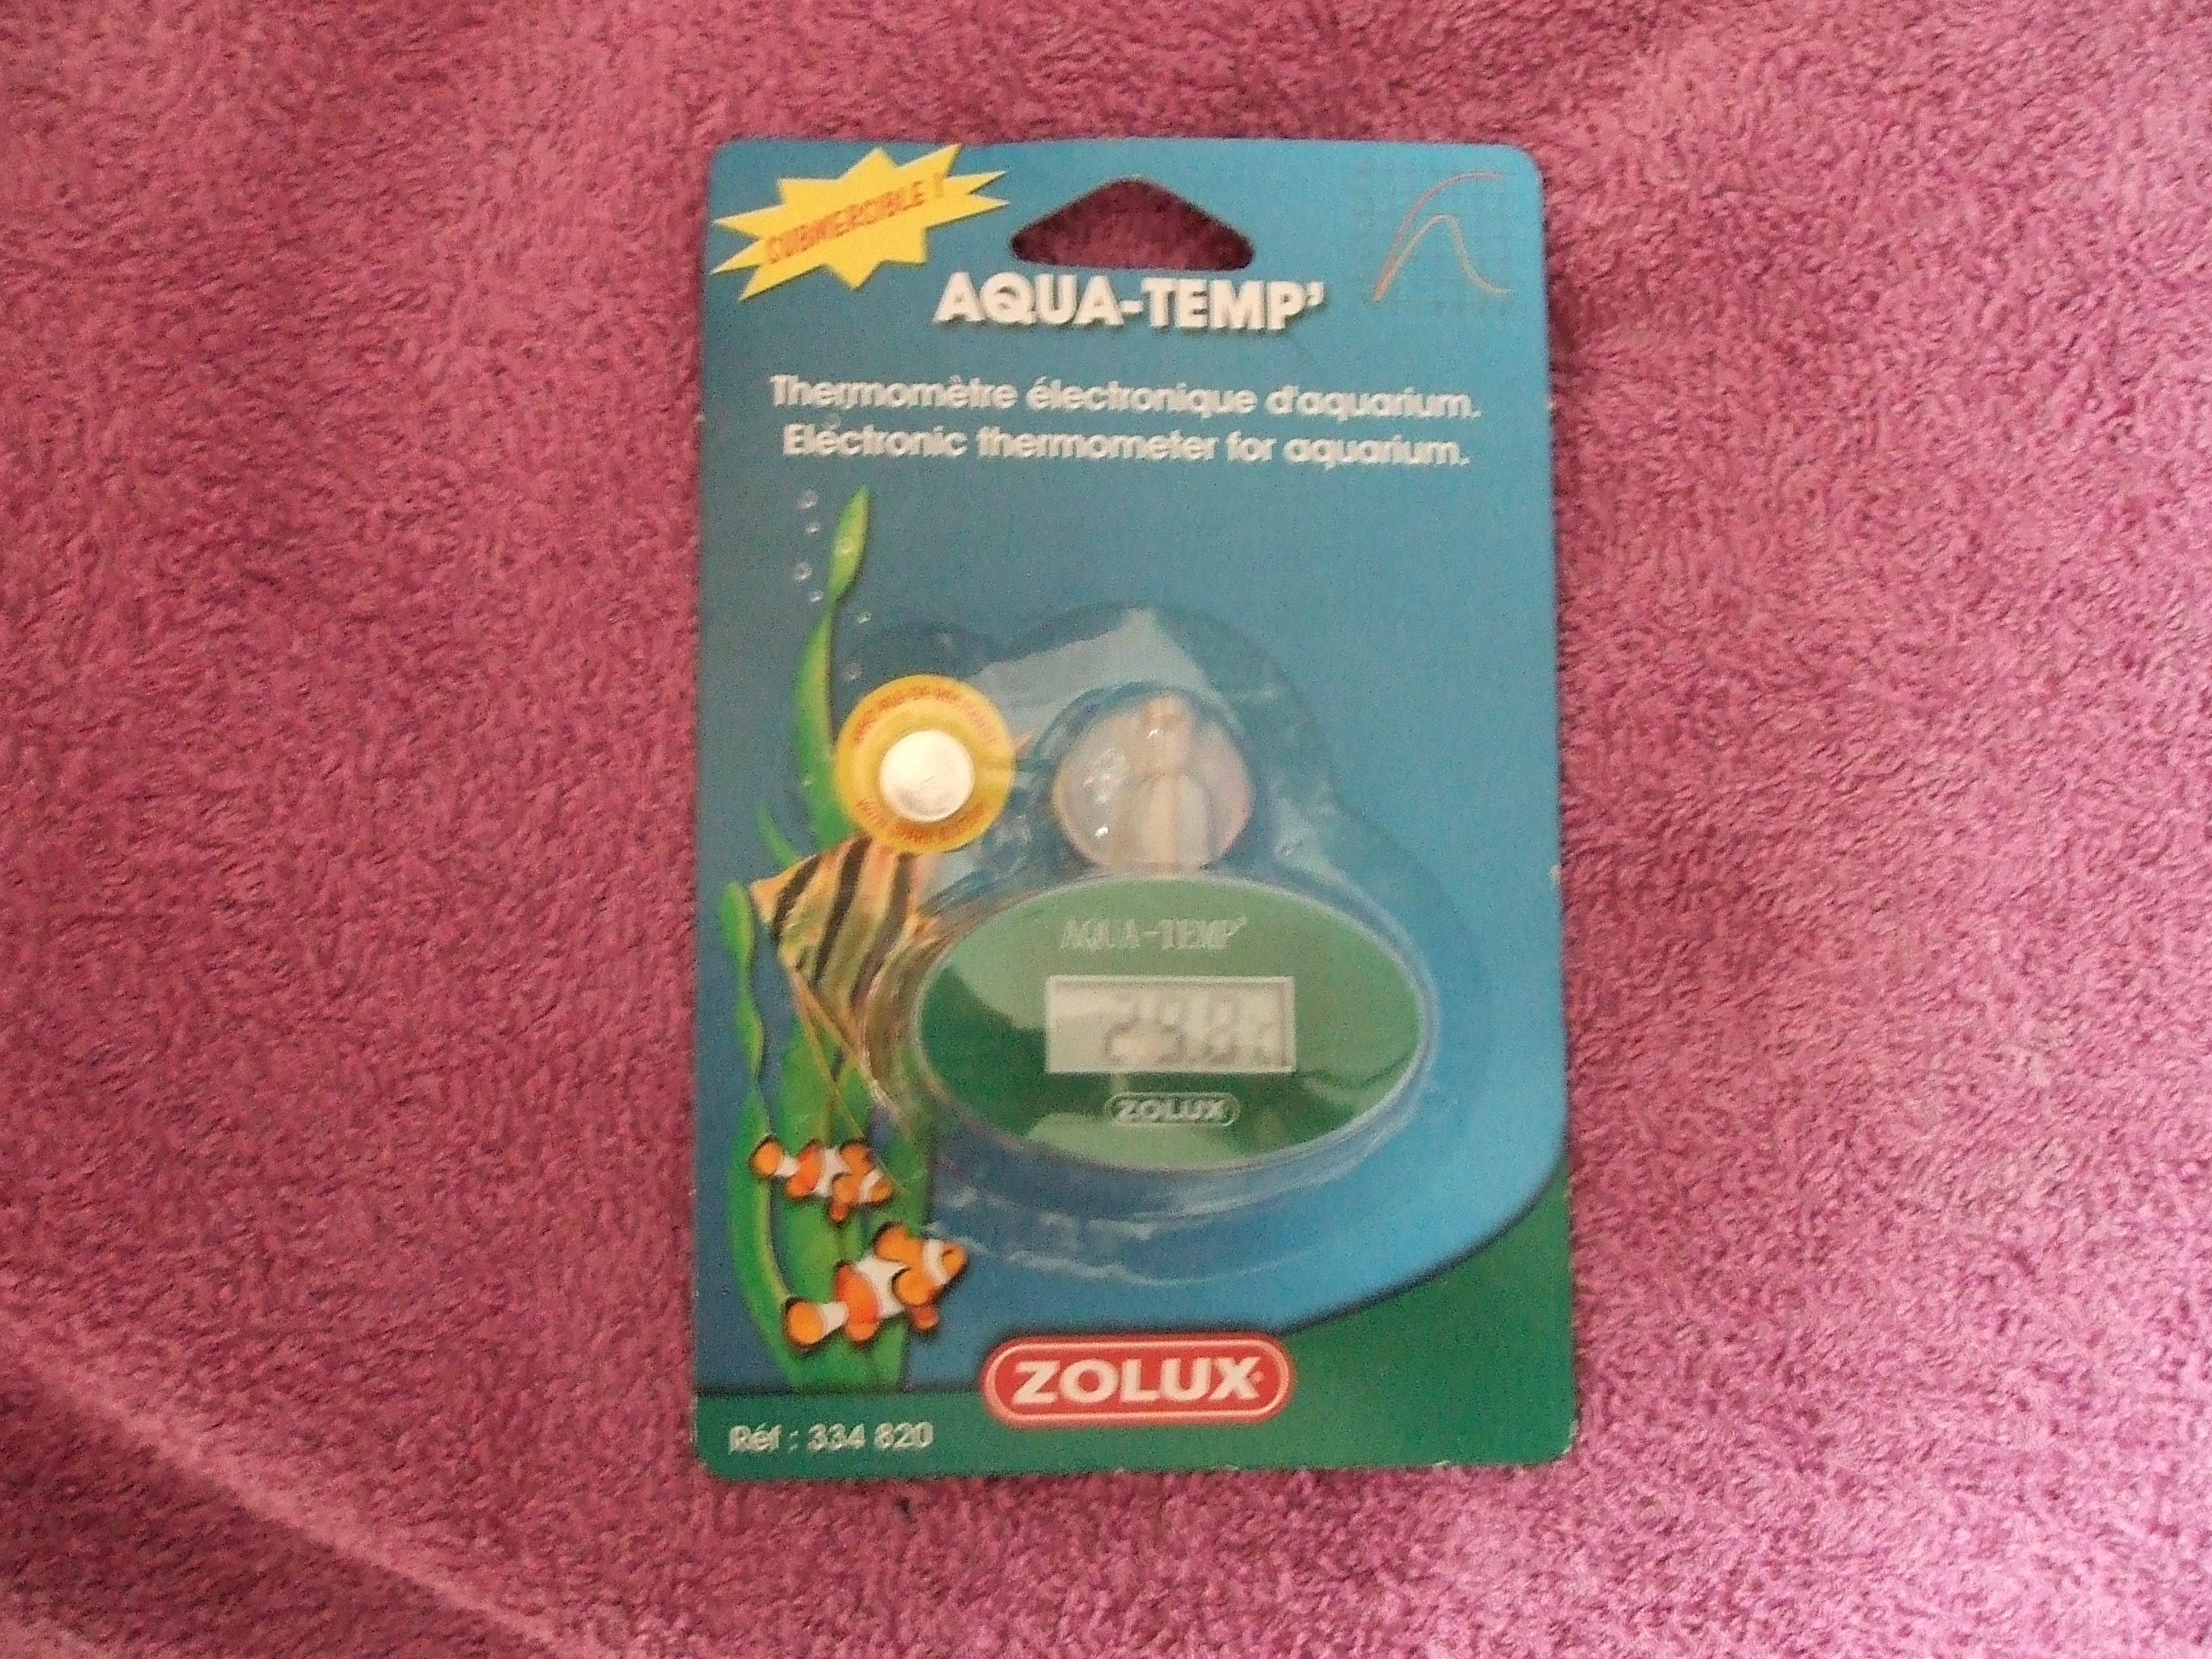 SUBMERSIBLE !
AQUA-TEMP'
Thermomètre électronique d'aquarium.
Electronic thermometer for aquarium.
AQUA-TEMP'
ZOLUX
ZOLUX
Réf : 334 820